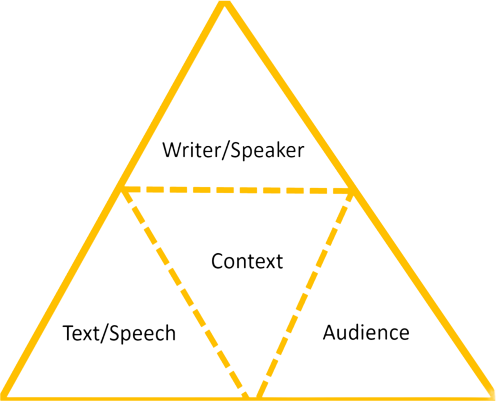 Writer/Speaker
Context
Text/Speech
Audience